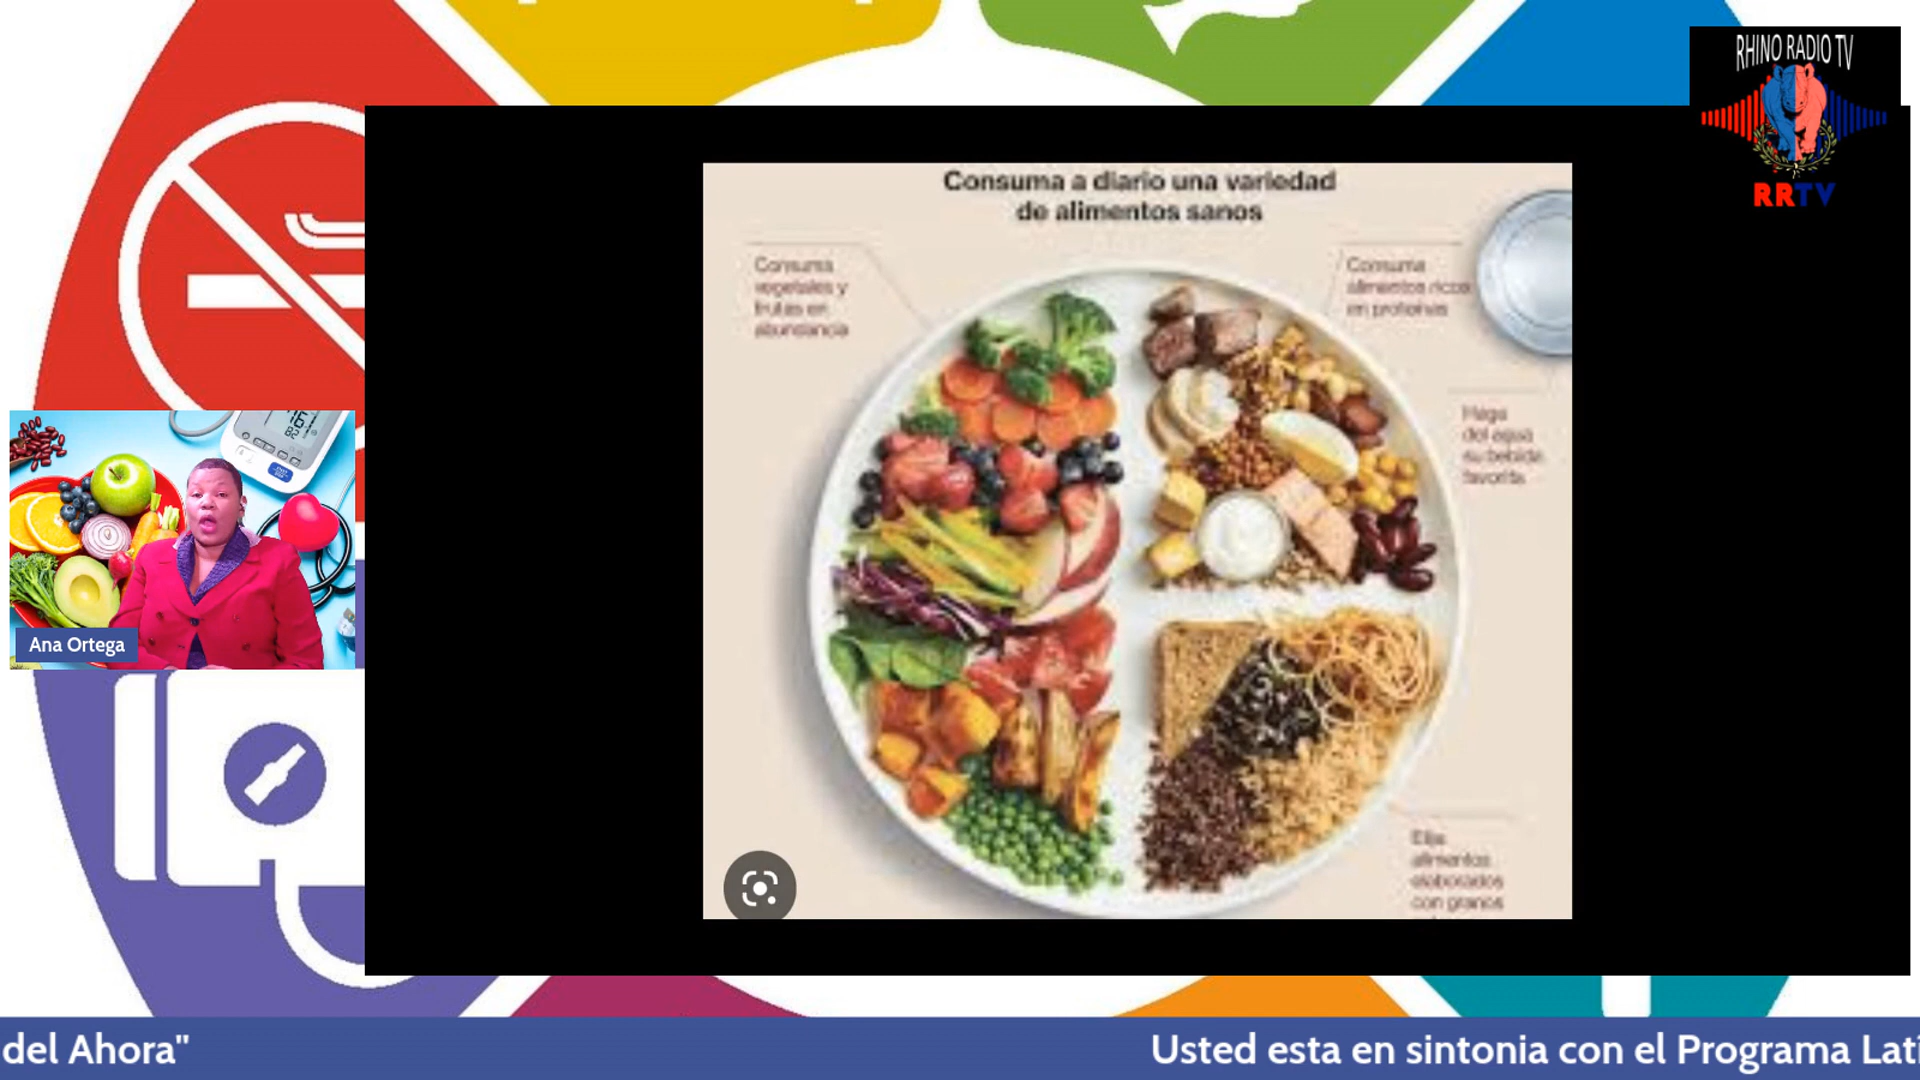 RHINO RADIO TV
RRTV
Consuma a diario una variedad
de alimentos sanos
Consuma
vegetales y
frutas en
abundancia
Consuma
alimentos ricos
en proteínas
Haga
del agua
su bebida
favorita
Elija
alimentos
elaborados
con granos
Ana Ortega
del Ahora"
Usted esta en sintonia con el Programa Lati